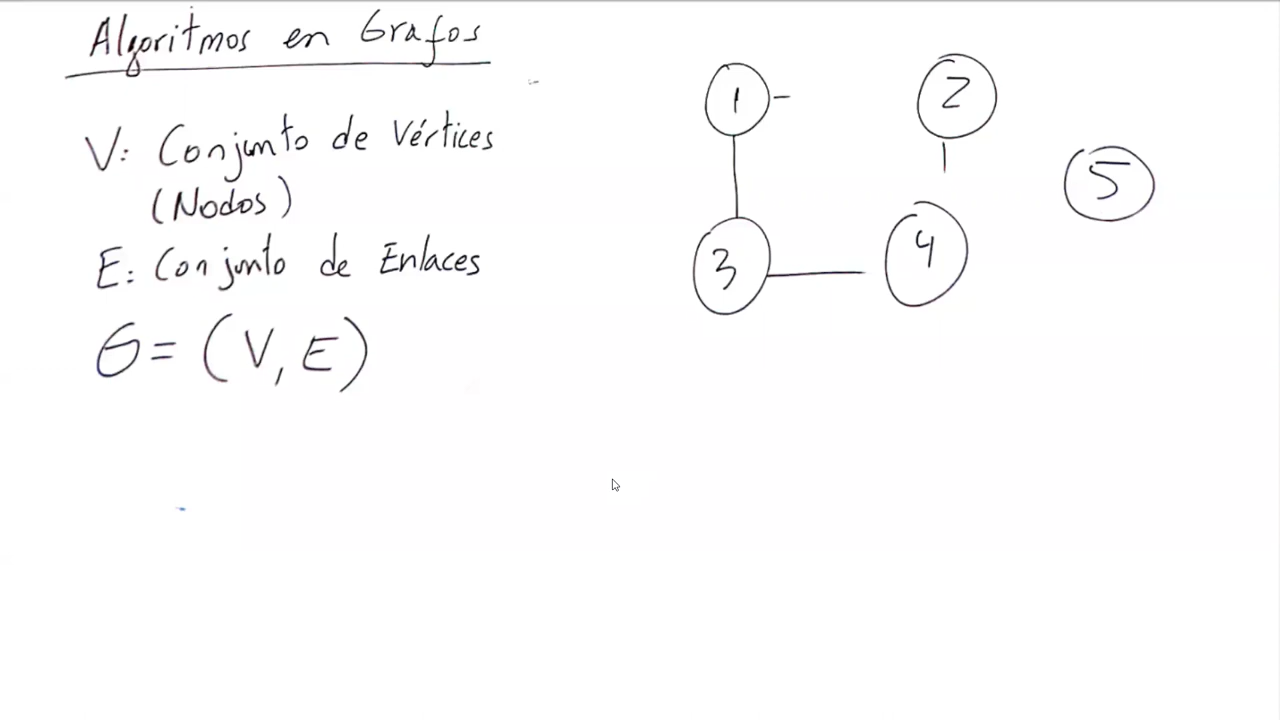 Algoritmos en Grafos
V: Conjunto de Vértices
(Nodos)
E: Conjunto de Enlaces
G = (V, E)
1
2
5
3
4